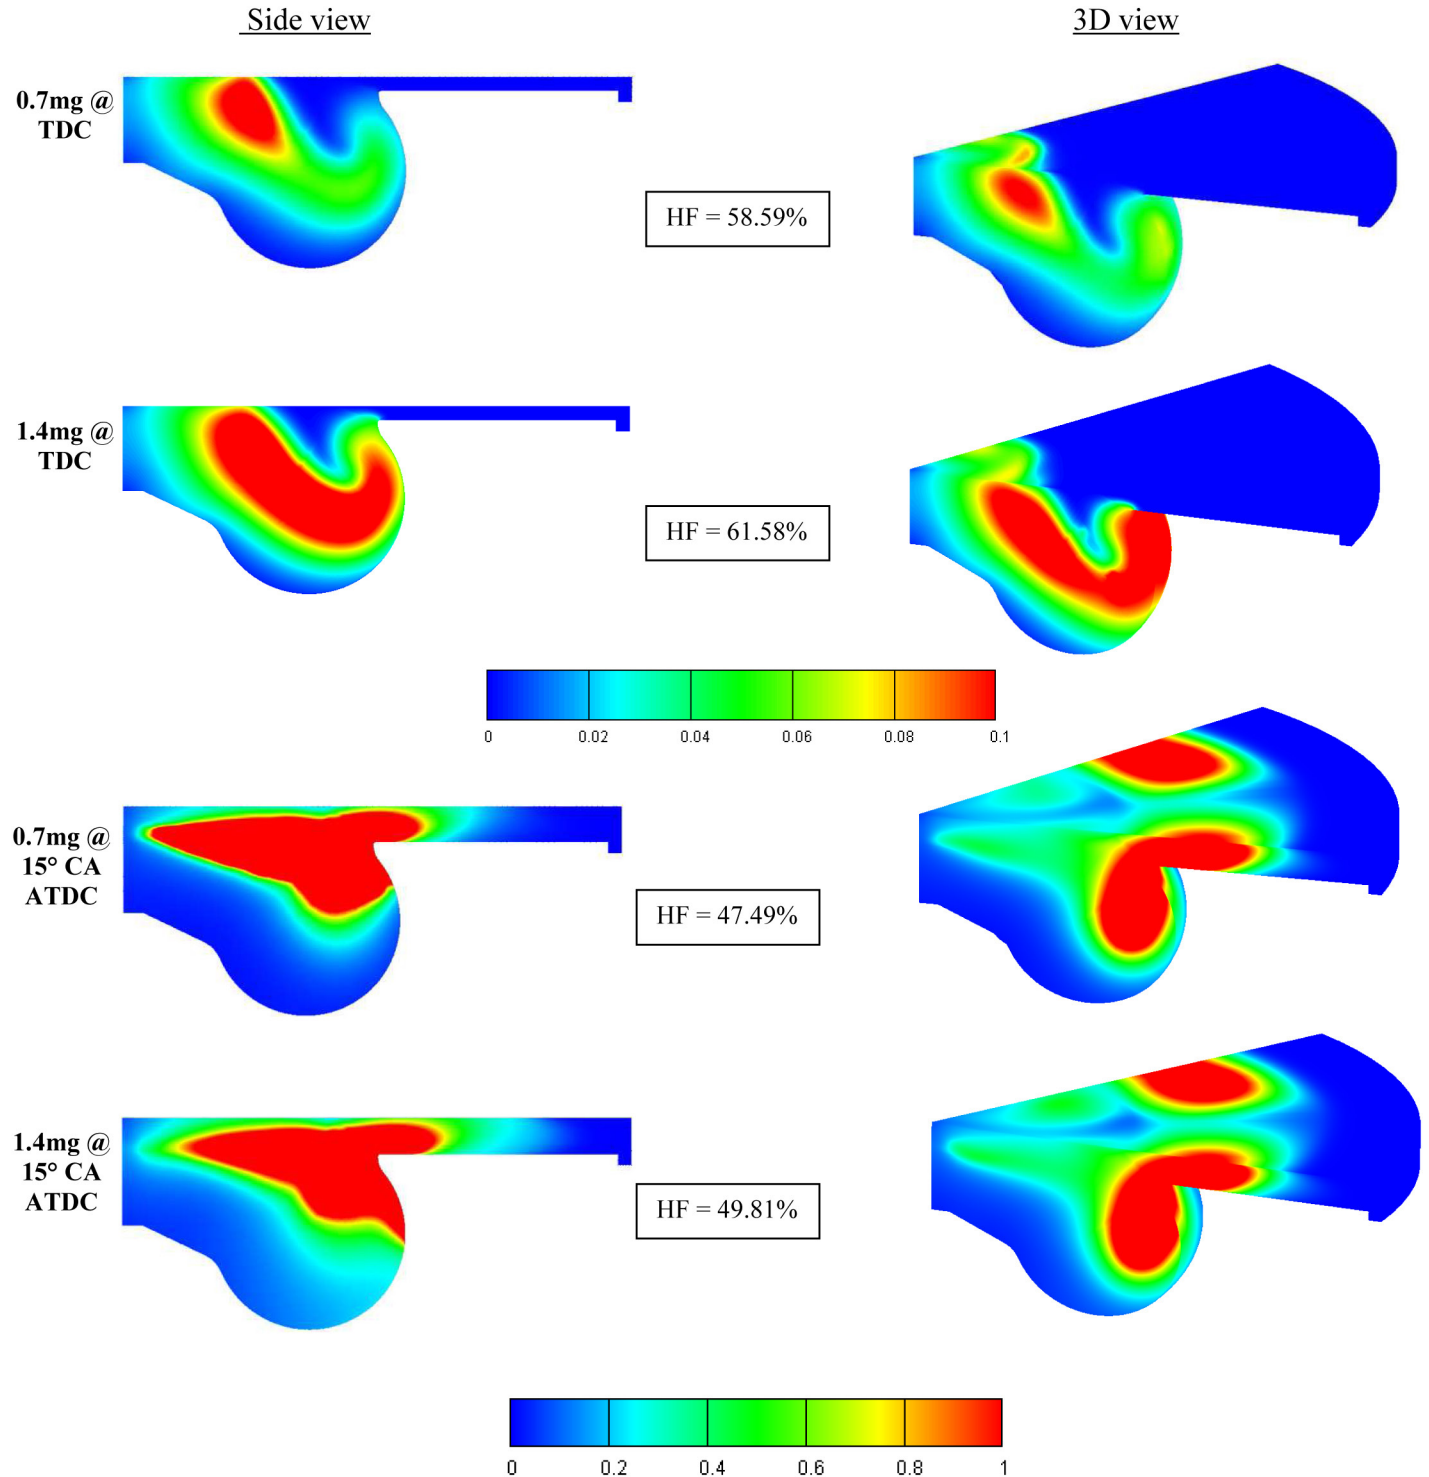 Side view
3D view
0.7mg @
TDC
HF = 58.59%
1.4mg @
TDC
HF = 61.58%
0 0.02 0.04 0.06 0.08 0.1
0.7mg @
15° CA
ATDC
HF = 47.49%
1.4mg @
15° CA
ATDC
HF = 49.81%
0 0.2 0.4 0.6 0.8 1